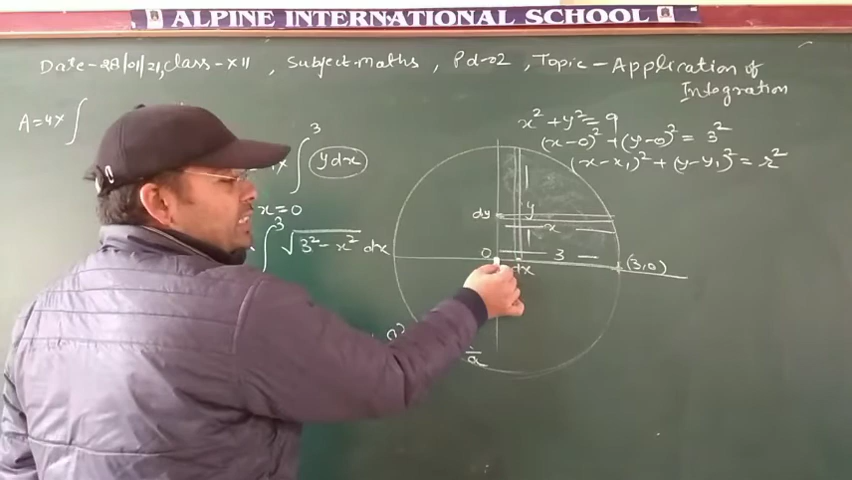 ALPINE INTERNATIONAL SCHOOL
Date-28/01/21, Class-XII, Subject-maths, Pd-02, Topic-Application of
Integration
A=4x∫
x²+y²=9
(x-0)²+(y-0)²=3²
(x-x₁)²+(y-y₁)²=r²
3
∫ ydx
x=0
3
∫ √3²-x² dx
dy
y
x
0
3
(3,0)
dx
a